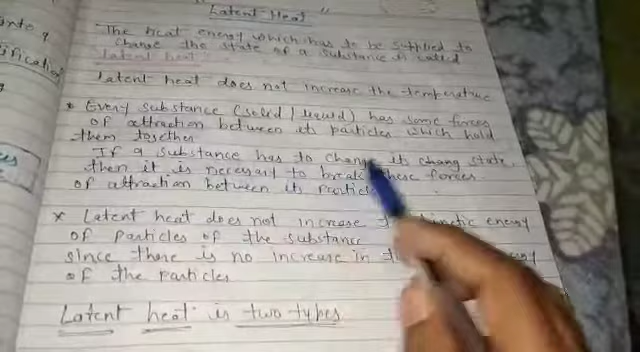 "Latent Heat"
The heat energy which has to be supplied to
change the state of a substance is called
latent heat.
Latent heat does not increase the temperature
* Every substance (solid / liquid) has some forces
of attraction between its particles which hold
them together
If a substance has to change its chang state,
then it is necessary to break these forces
of attraction between its
* Latent heat does not increase energy
of particles of the substance
since there is no increase in
of the particles
Latent heat is two types